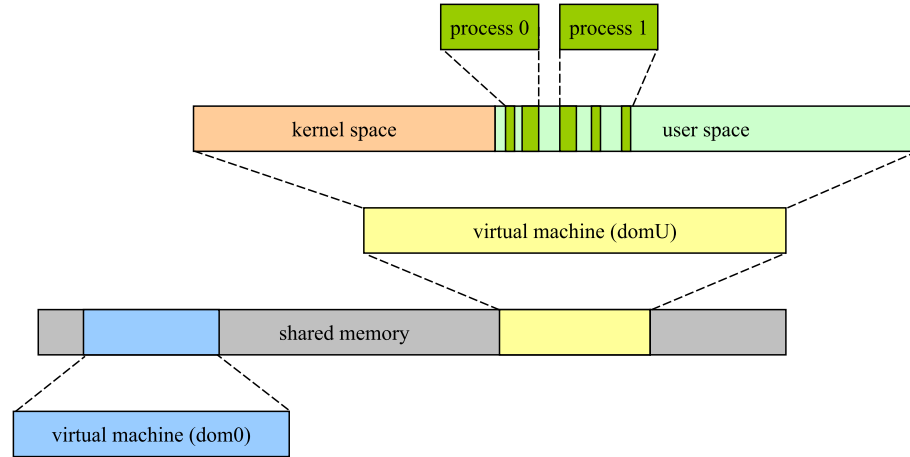 process 0
process 1
kernel space
user space
virtual machine (domU)
shared memory
virtual machine (dom0)